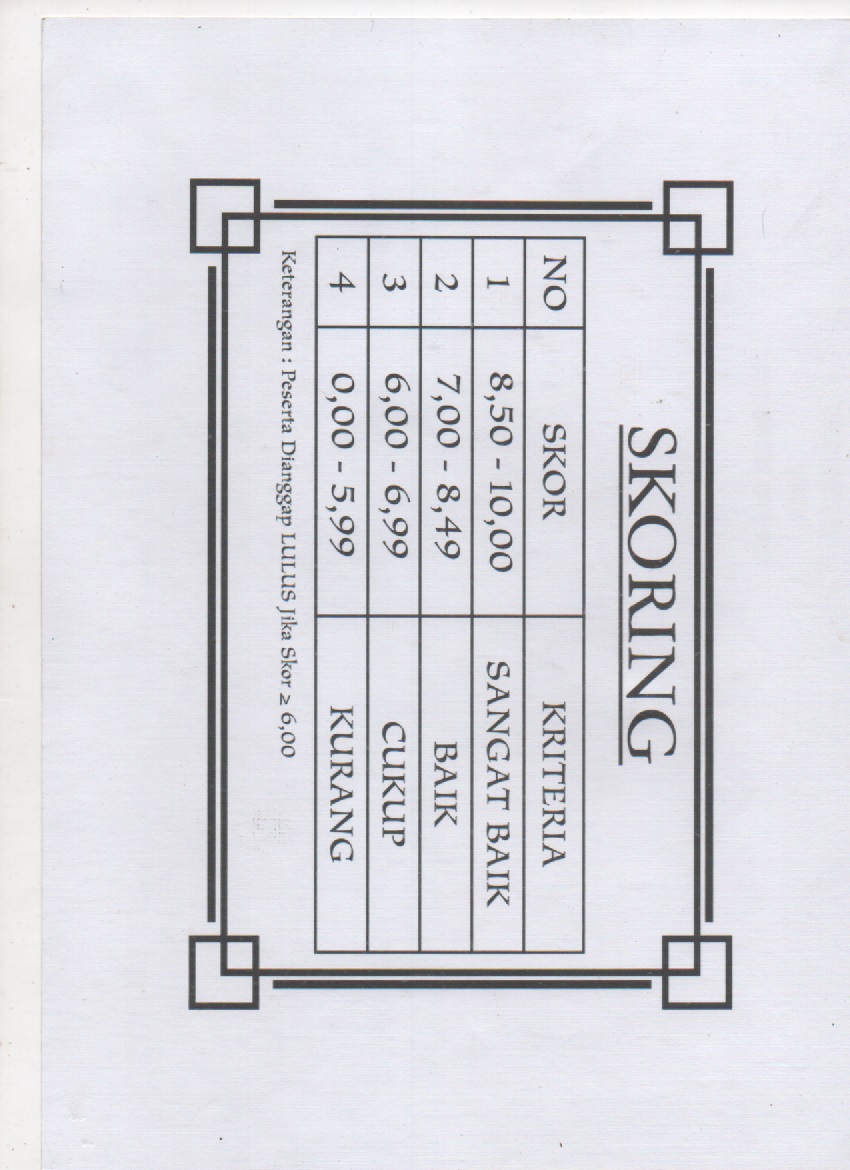 SKORING
NO SKOR KRITERIA
1 8,50 - 10,00 SANGAT BAIK
2 7,00 - 8,49 BAIK
3 6,00 - 6,99 CUKUP
4 0,00 - 5,99 KURANG
Keterangan : Peserta Dianggap LULUS Jika Skor ≥ 6,00